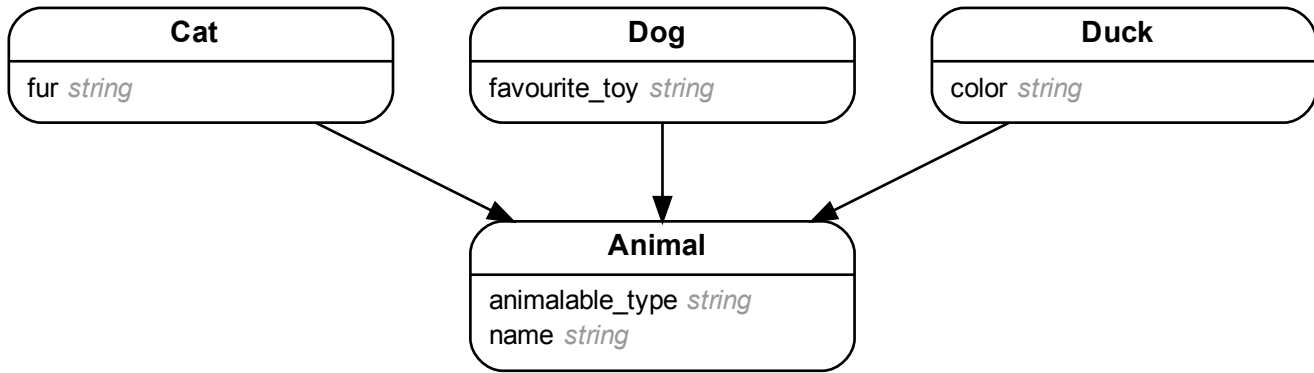 Cat
fur string
Dog
favourite_toy string
Duck
color string
Animal
animalable_type string
name string